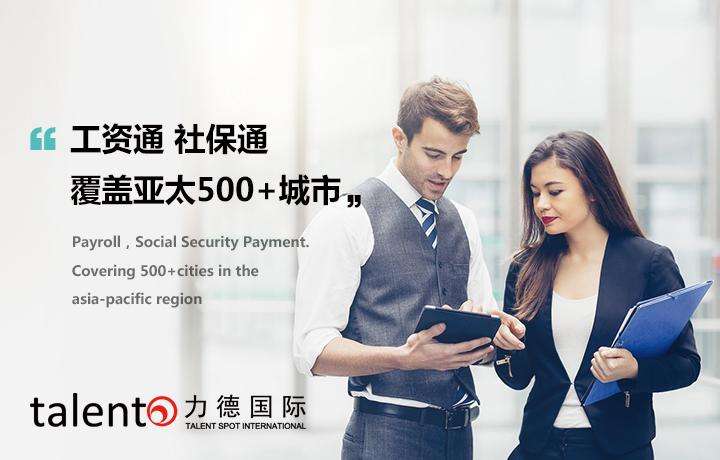 “工资通 社保通
覆盖亚太500+城市”
Payroll , Social Security Payment.
Covering 500+cities in the
asia-pacific region
talento 力德国际
TALENT SPOT INTERNATIONAL